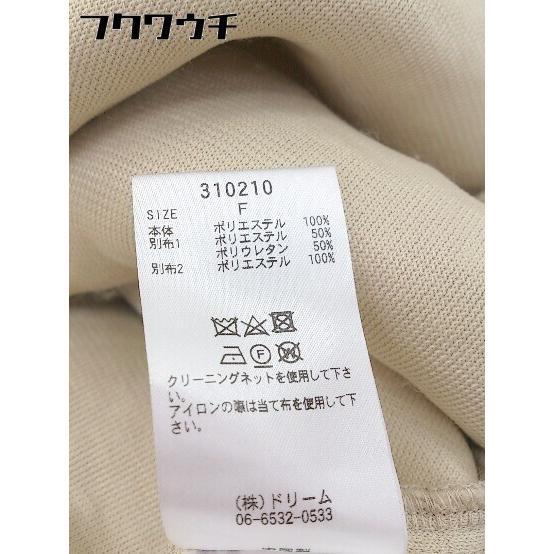 フクワウチ
310210
SIZE F
本体 ポリエステル 100%
別布1 ポリエステル 50%
ポリウレタン 50%
別布2 ポリエステル 100%
F W
クリーニングネットを使用して下さ
い。
アイロンの際は当て布を使用して下
さい。
(株)ドリーム
06-6532-0533